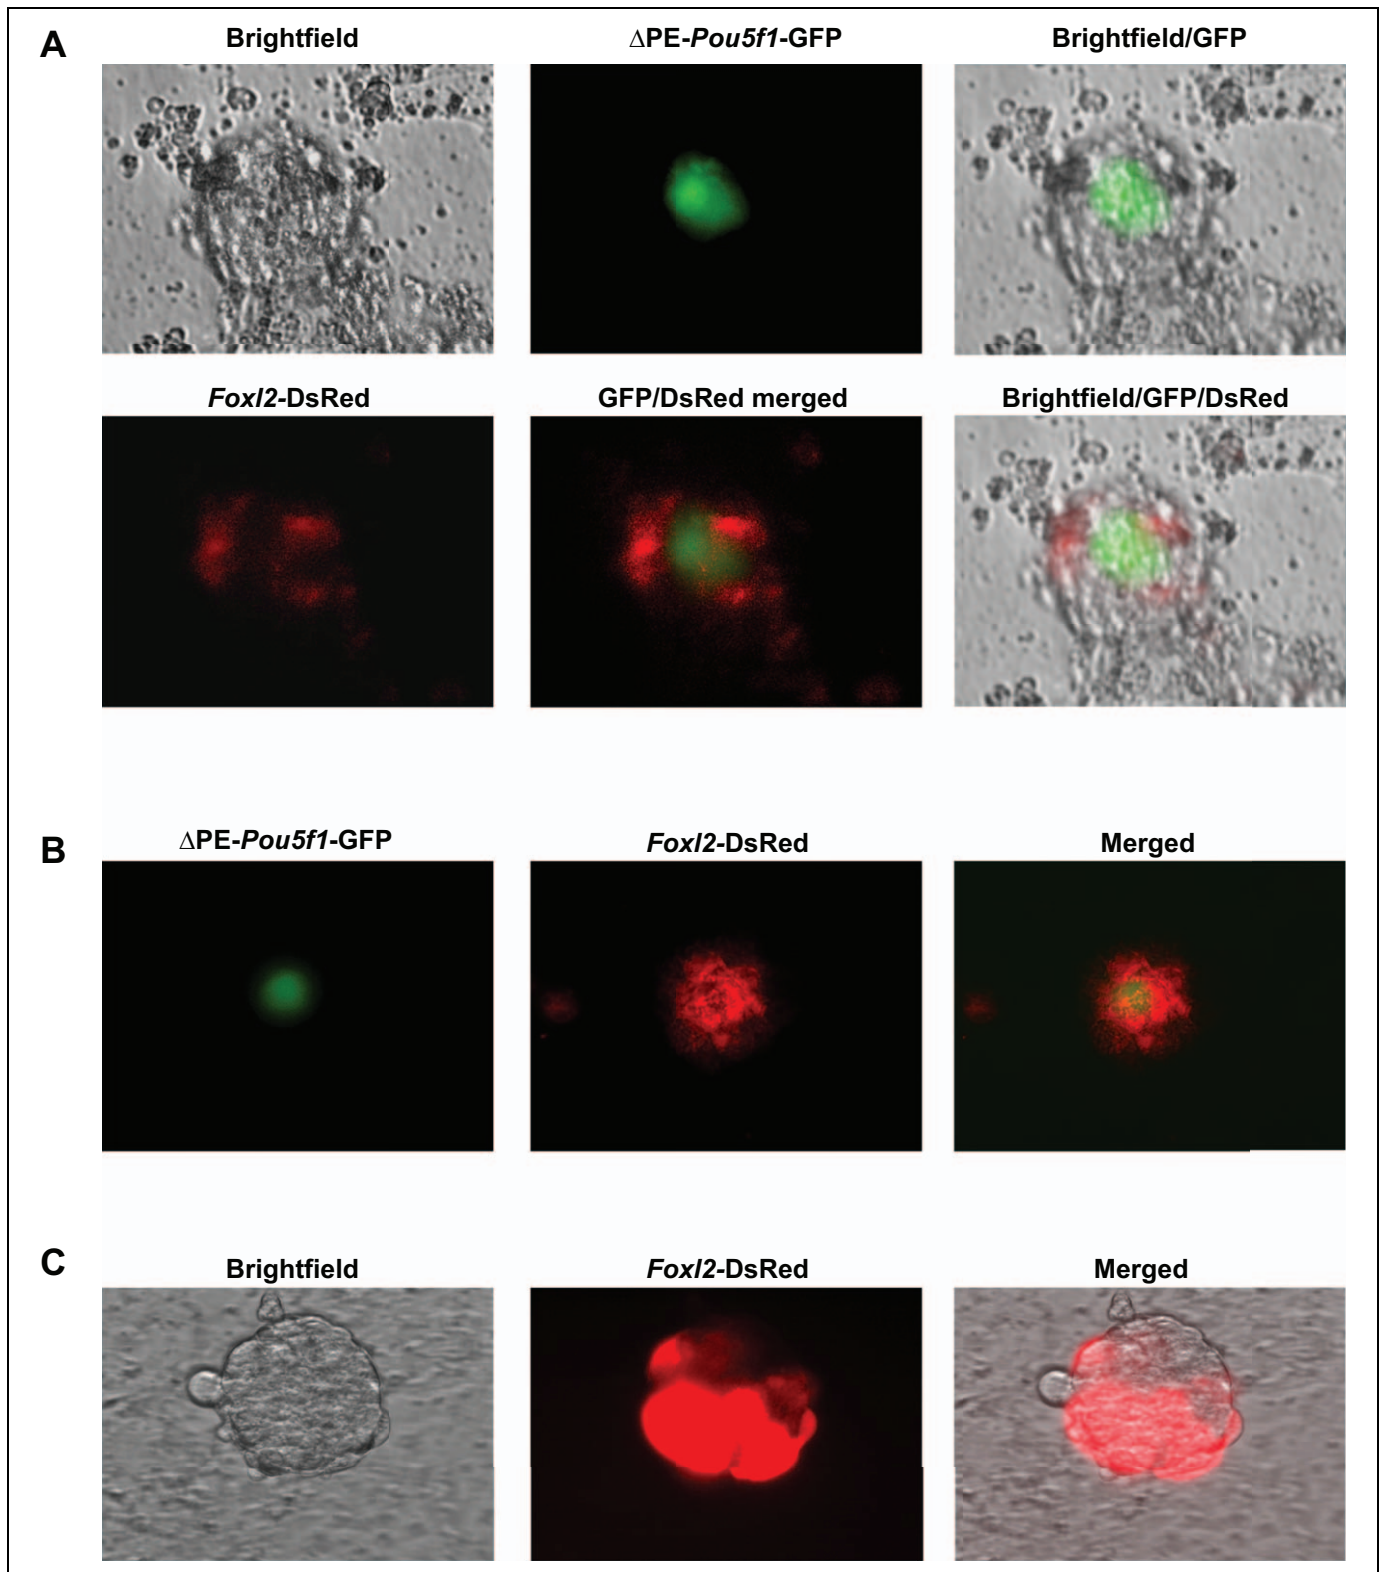 A
Brightfield
ΔPE-Pou5f1-GFP
Brightfield/GFP
Foxl2-DsRed
GFP/DsRed merged
Brightfield/GFP/DsRed
B
ΔPE-Pou5f1-GFP
Foxl2-DsRed
Merged
C
Brightfield
Foxl2-DsRed
Merged